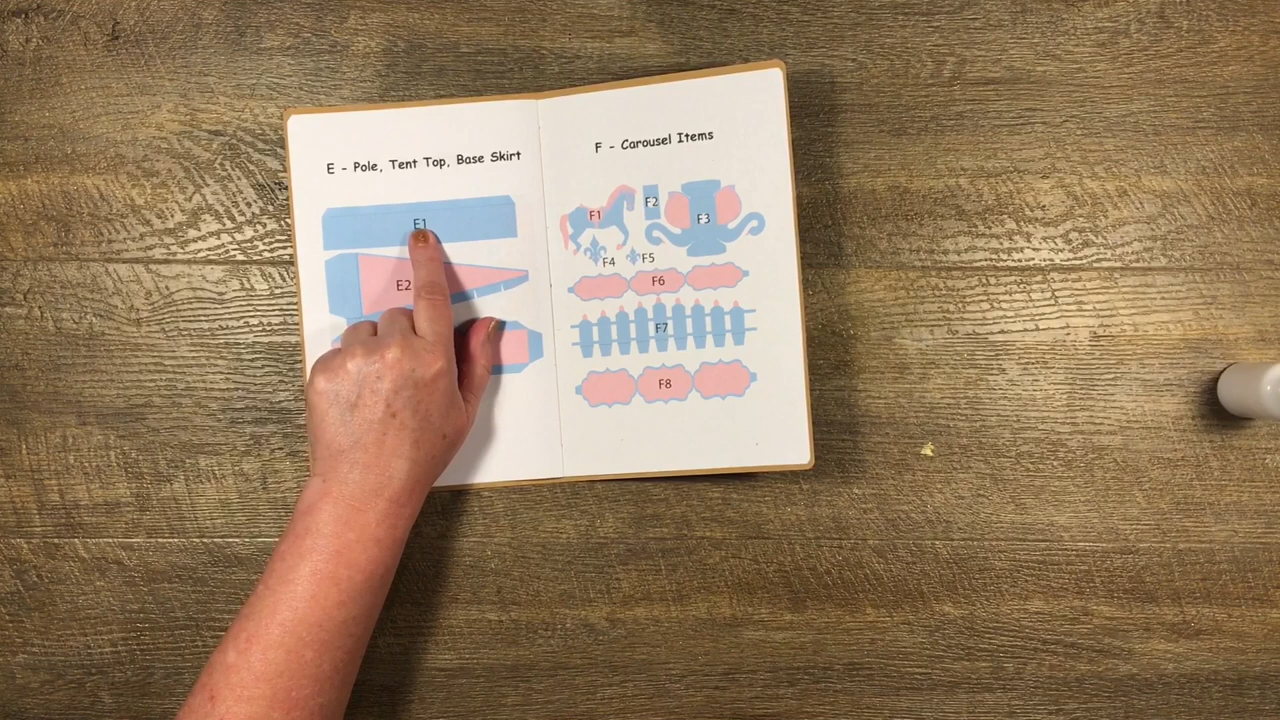 E - Pole, Tent Top, Base Skirt
E1
E2
F - Carousel Items
F1
F2
F3
F4
F5
F6
F7
F8